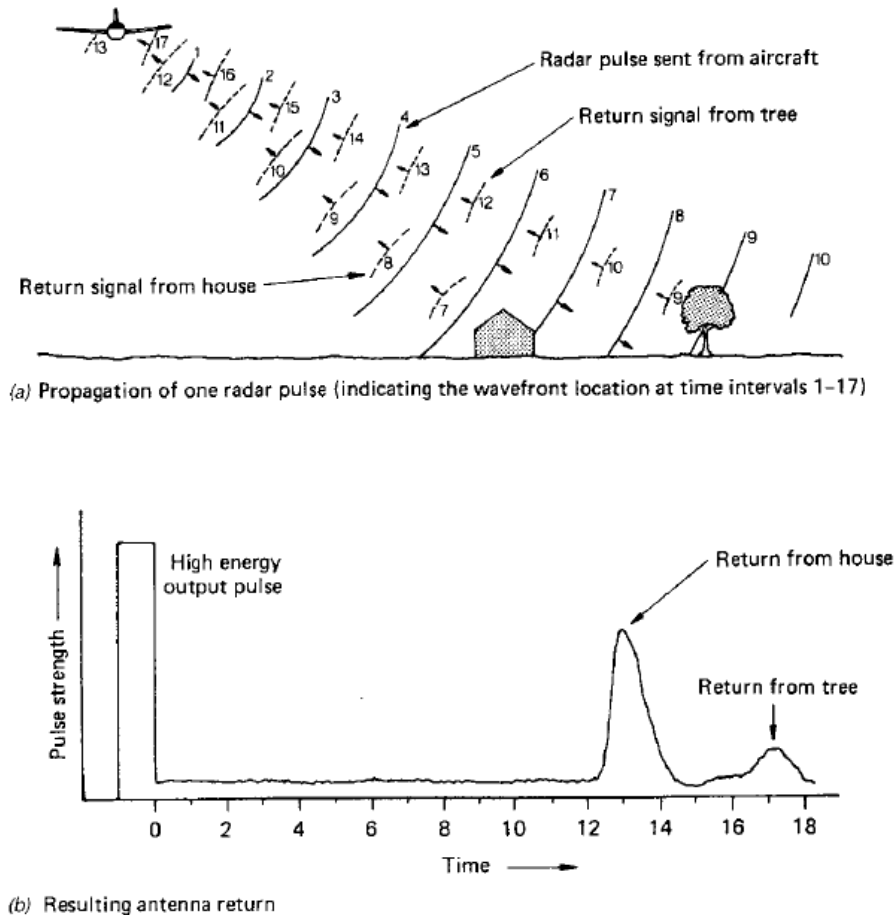 13
17
1
12
16
2
11
15
3
10
14
4
9
13
5
8
12
6
7
11
7
10
8
9
9
10
Radar pulse sent from aircraft
Return signal from tree
Return signal from house
(a) Propagation of one radar pulse (indicating the wavefront location at time intervals 1–17)
Pulse strength
High energy
output pulse
Return from house
Return from tree
0 2 4 6 8 10 12 14 16 18
Time
(b) Resulting antenna return